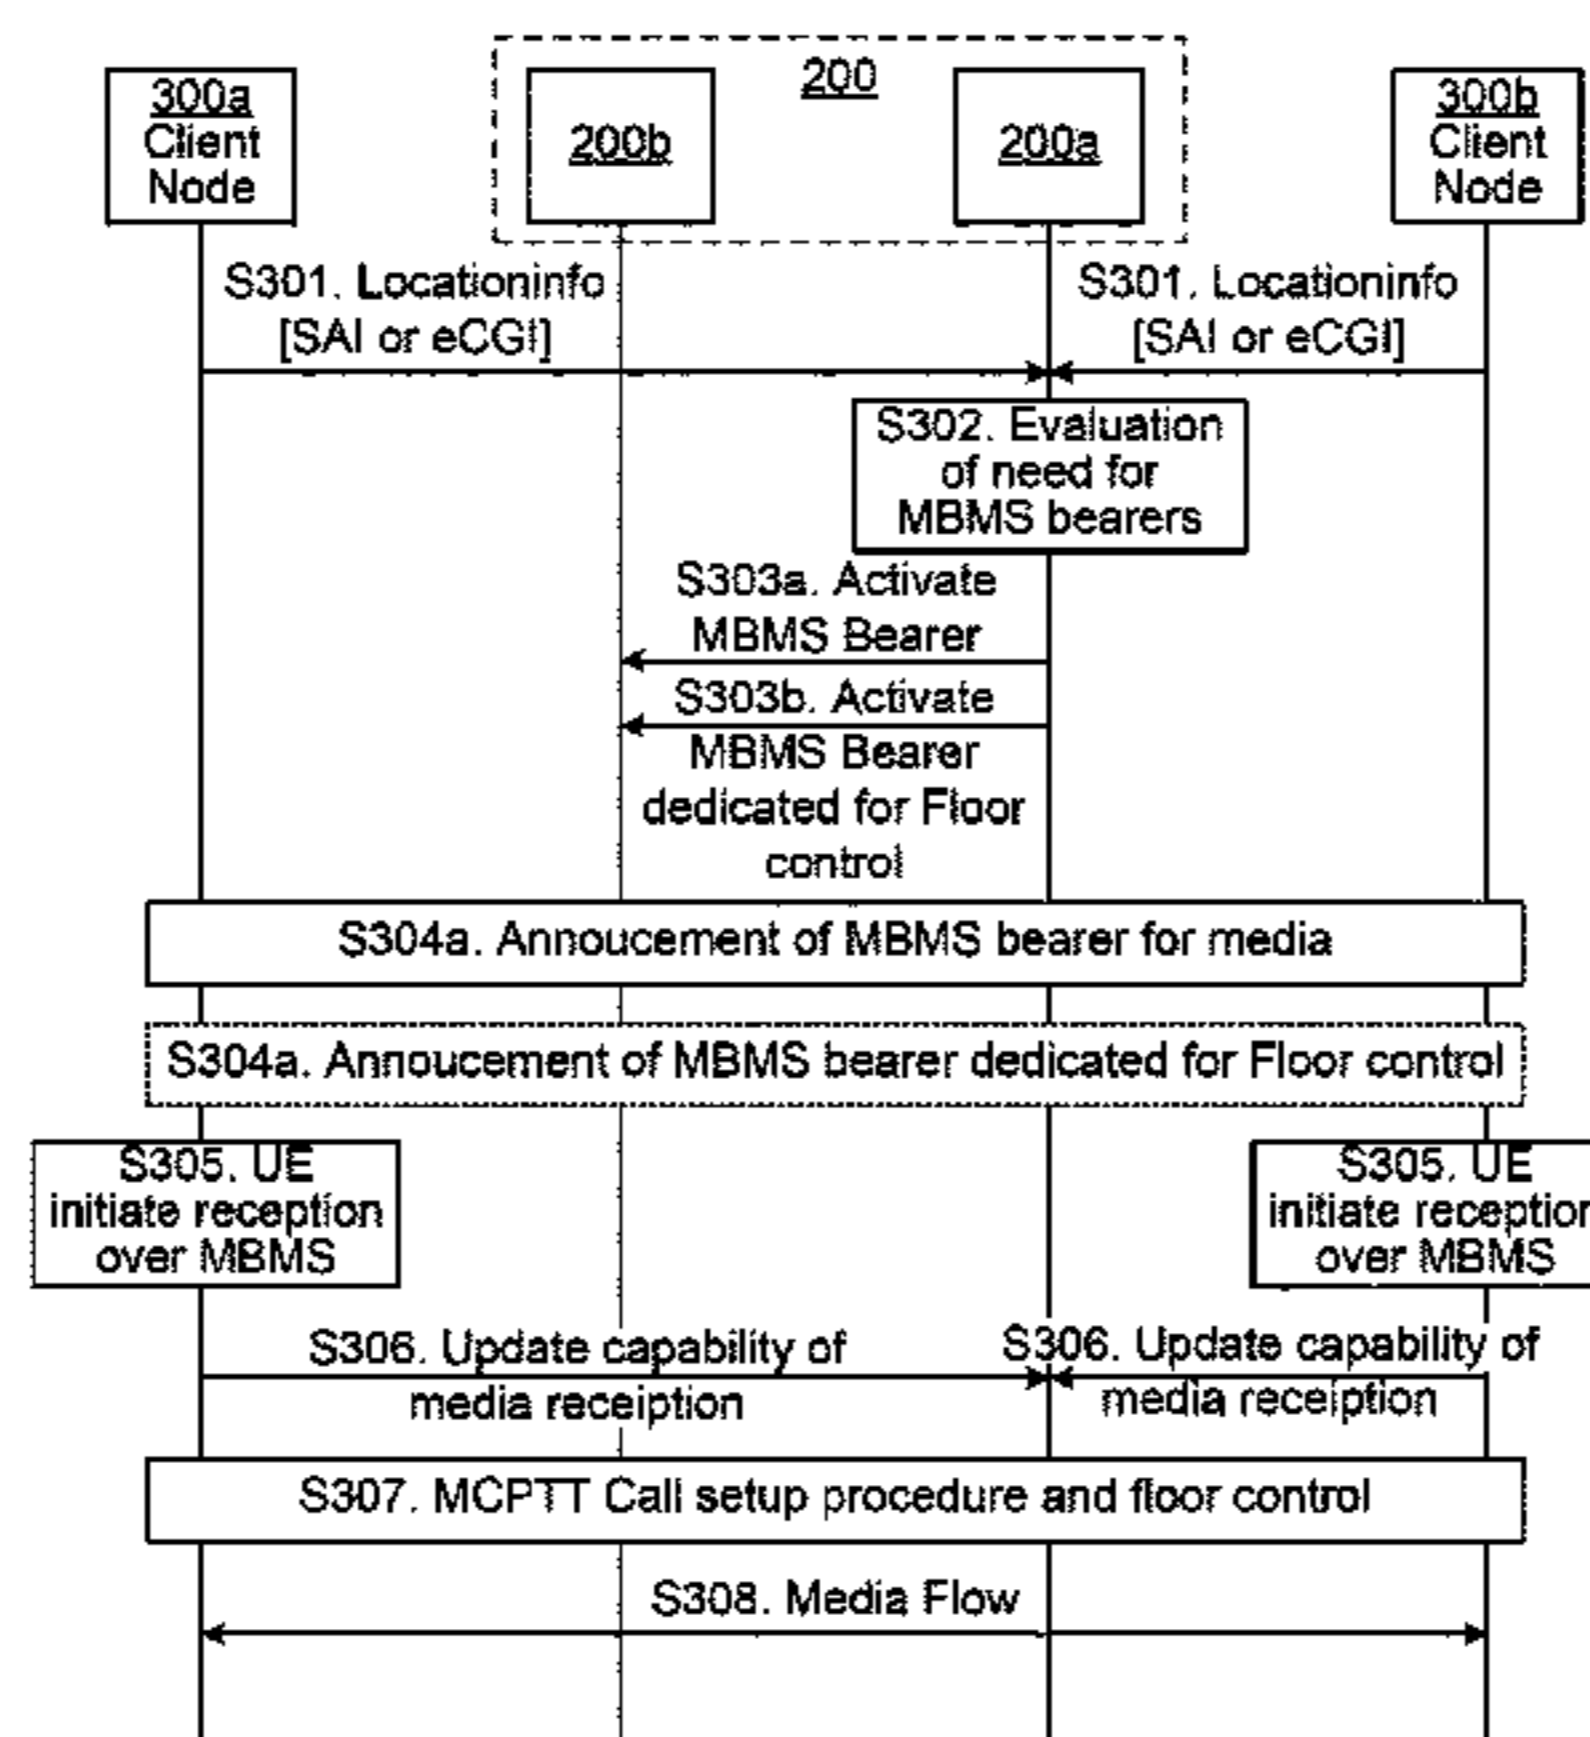 200
300a
Client
Node
200b
200a
300b
Client
Node
S301. Locationinfo
[SAI or eCGI]
S301. Locationinfo
[SAI or eCGI]
S302. Evaluation
of need for
MBMS bearers
S303a. Activate
MBMS Bearer
S303b. Activate
MBMS Bearer
dedicated for Floor
control
S304a. Annoucement of MBMS bearer for media
S304a. Annoucement of MBMS bearer dedicated for Floor control
S305. UE
initiate reception
over MBMS
S305. UE
initiate reception
over MBMS
S306. Update capability of
media receiption
S306. Update capability of
media receiption
S307. MCPTT Call setup procedure and floor control
S308. Media Flow